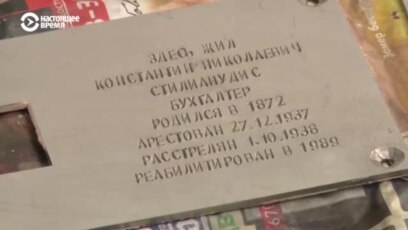 НАСТОЯЩЕЕ
ВРЕМЯ
ЗДЕСЬ ЖИЛ
КОНСТАНТИН НИКОЛАЕВИЧ
СТИЛИАНУДИС
БУХГАЛТЕР
РОДИЛСЯ В 1872
АРЕСТОВАН 27.12.1937
РАССТРЕЛЯН 1.10.1938
РЕАБИЛИТИРОВАН В 1989